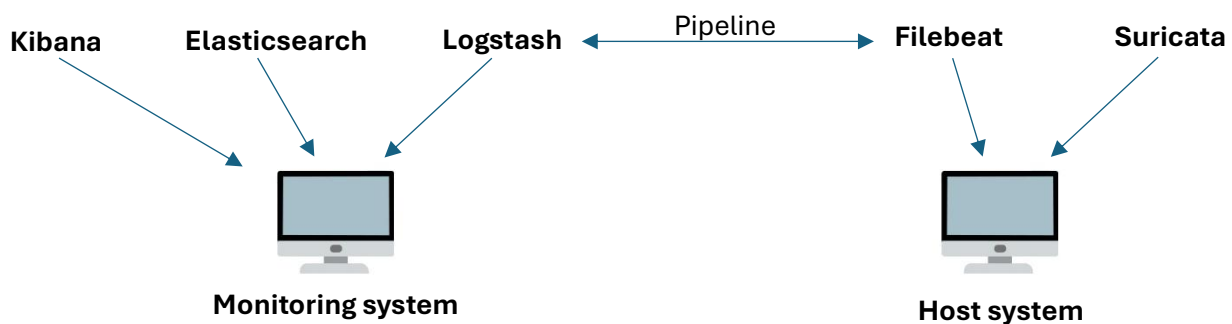 Kibana
Elasticsearch
Logstash
Pipeline
Filebeat
Suricata
Monitoring system
Host system